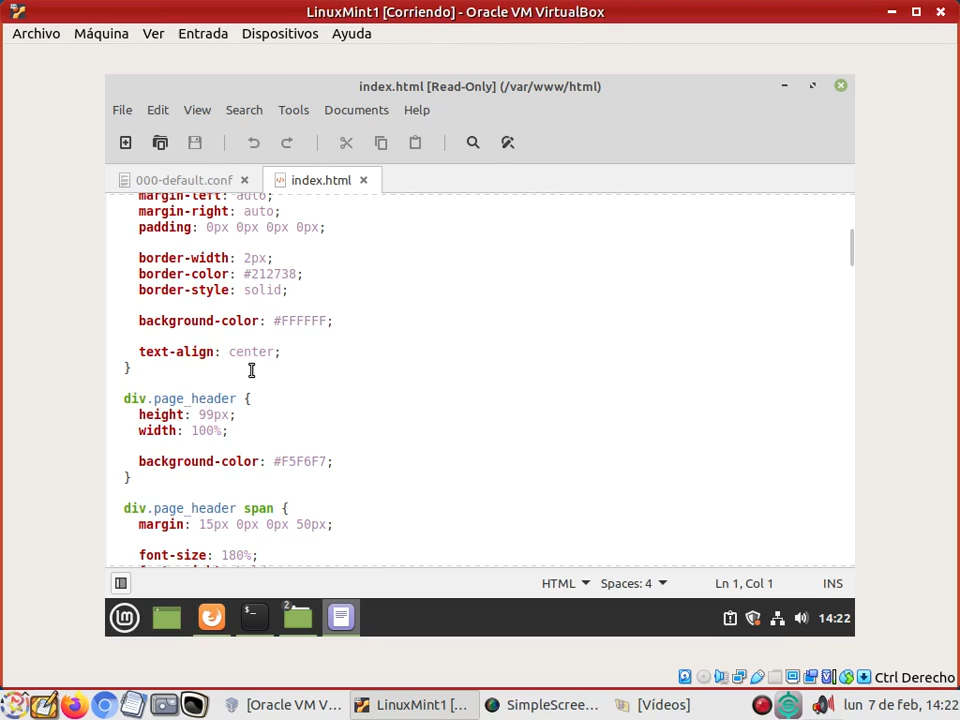 LinuxMint1 [Corriendo] - Oracle VM VirtualBox
Archivo Máquina Ver Entrada Dispositivos Ayuda
index.html [Read-Only] (/var/www/html)
File Edit View Search Tools Documents Help
000-default.conf index.html
margin-left: auto;
margin-right: auto;
padding: 0px 0px 0px 0px;
border-width: 2px;
border-color: #212738;
border-style: solid;
background-color: #FFFFFF;
text-align: center;
}
div.page_header {
height: 99px;
width: 100%;
background-color: #F5F6F7;
}
div.page_header span {
margin: 15px 0px 0px 50px;
font-size: 180%;
HTML Spaces: 4 Ln 1, Col 1 INS
2
14:22
Ctrl Derecho
[Oracle VM V... LinuxMint1 [... SimpleScree... [Vídeos] lun 7 de feb, 14:22